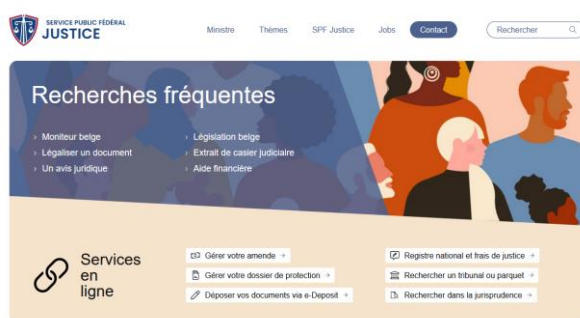 SERVICE PUBLIC FÉDÉRAL
JUSTICE
Ministre
Thèmes
SPF Justice
Jobs
Contact
Rechercher
Recherches fréquentes
› Moniteur belge
› Légaliser un document
› Un avis juridique
› Législation belge
› Extrait de casier judiciaire
› Aide financière
Services
en
ligne
Gérer votre amende →
Gérer votre dossier de protection →
Déposer vos documents via e-Deposit →
Registre national et frais de justice →
Rechercher un tribunal ou parquet →
Rechercher dans la jurisprudence →